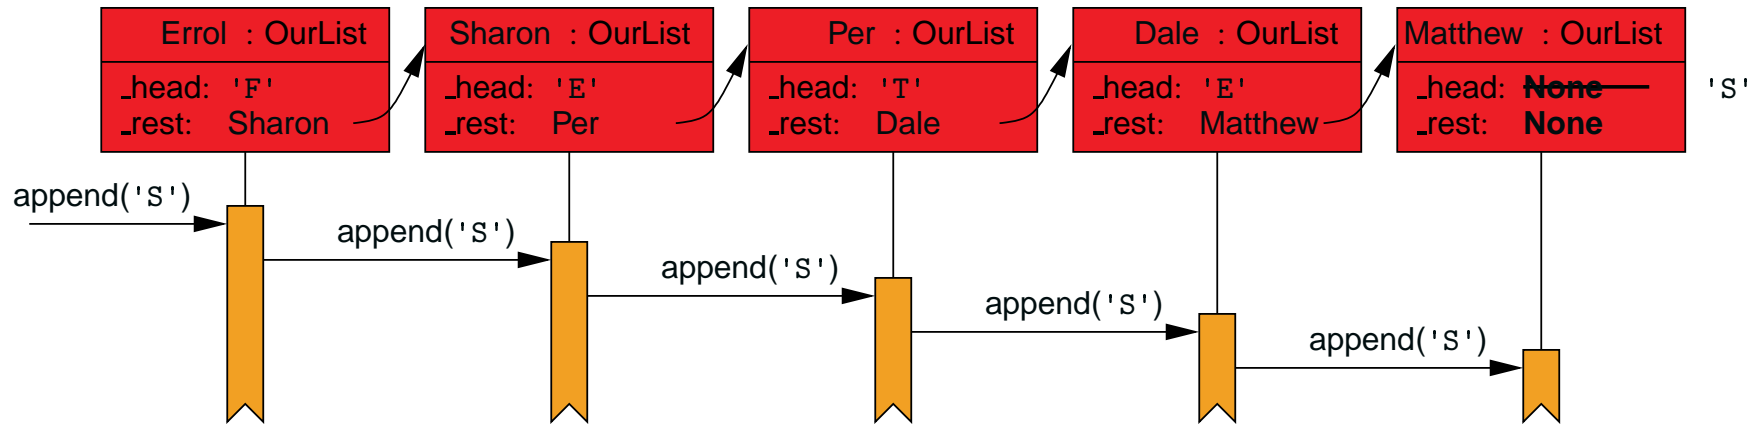 Errol : OurList
_head: 'F'
_rest: Sharon
Sharon : OurList
_head: 'E'
_rest: Per
Per : OurList
_head: 'T'
_rest: Dale
Dale : OurList
_head: 'E'
_rest: Matthew
Matthew : OurList
_head: None 'S'
_rest: None
append('S')
append('S')
append('S')
append('S')
append('S')